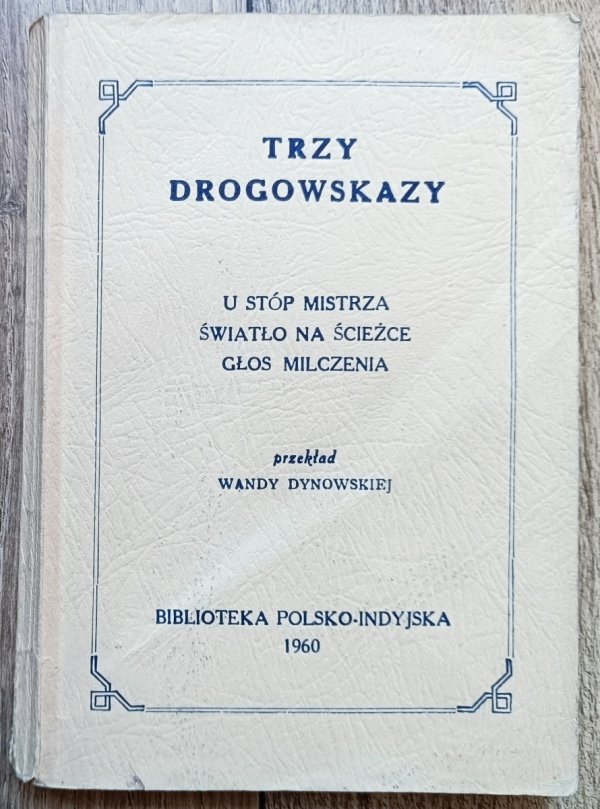 TRZY
DROGOWSKAZY
U STÓP MISTRZA
ŚWIATŁO NA ŚCIEŻCE
GŁOS MILCZENIA
przekład
WANDY DYNOWSKIEJ
BIBLIOTEKA POLSKO-INDYJSKA
1960